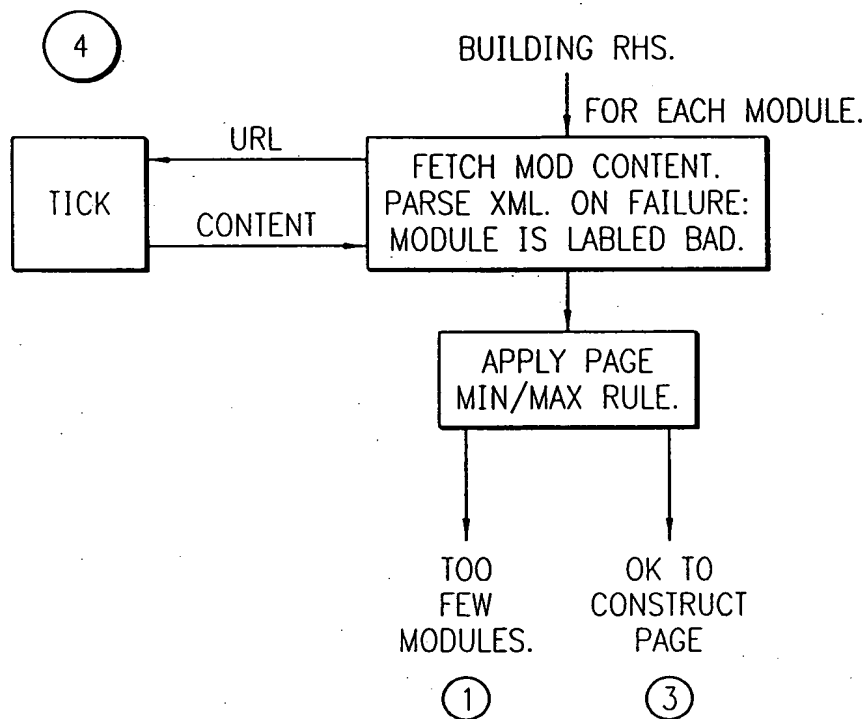 4
BUILDING RHS.
FOR EACH MODULE.
URL
TICK
CONTENT
FETCH MOD CONTENT.
PARSE XML. ON FAILURE:
MODULE IS LABLED BAD.
APPLY PAGE
MIN/MAX RULE.
TOO
FEW
MODULES.
1
OK TO
CONSTRUCT
PAGE
3